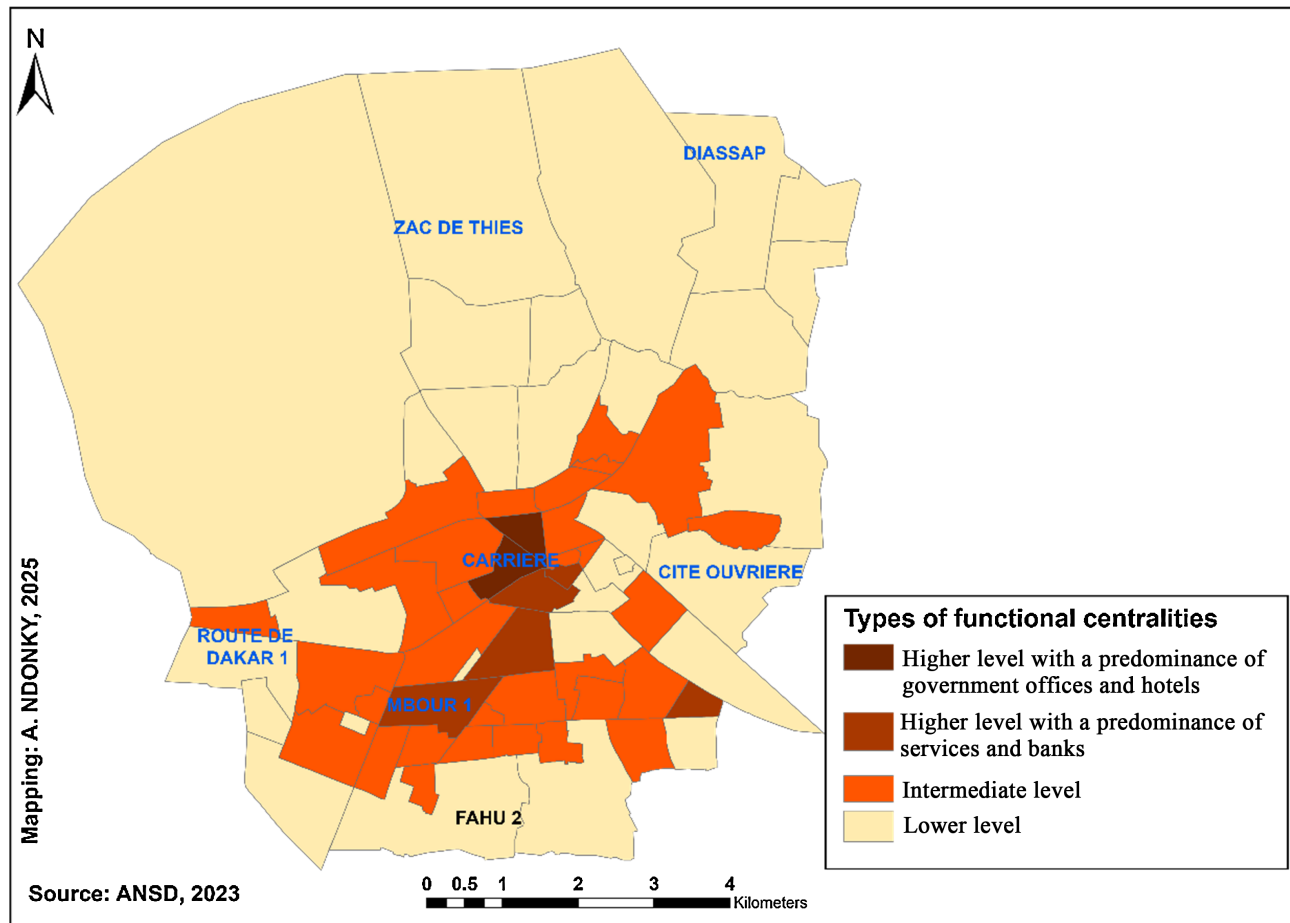 N
DIASSAP
ZAC DE THIES
CARRIERE
CITE OUVRIERE
ROUTE DE
DAKAR 1
MBOUR 1
FAHU 2
Types of functional centralities
Higher level with a predominance of
government offices and hotels
Higher level with a predominance of
services and banks
Intermediate level
Lower level
Mapping: A. NDONKY, 2025
Source: ANSD, 2023
0 0.5 1 2 3 4
Kilometers